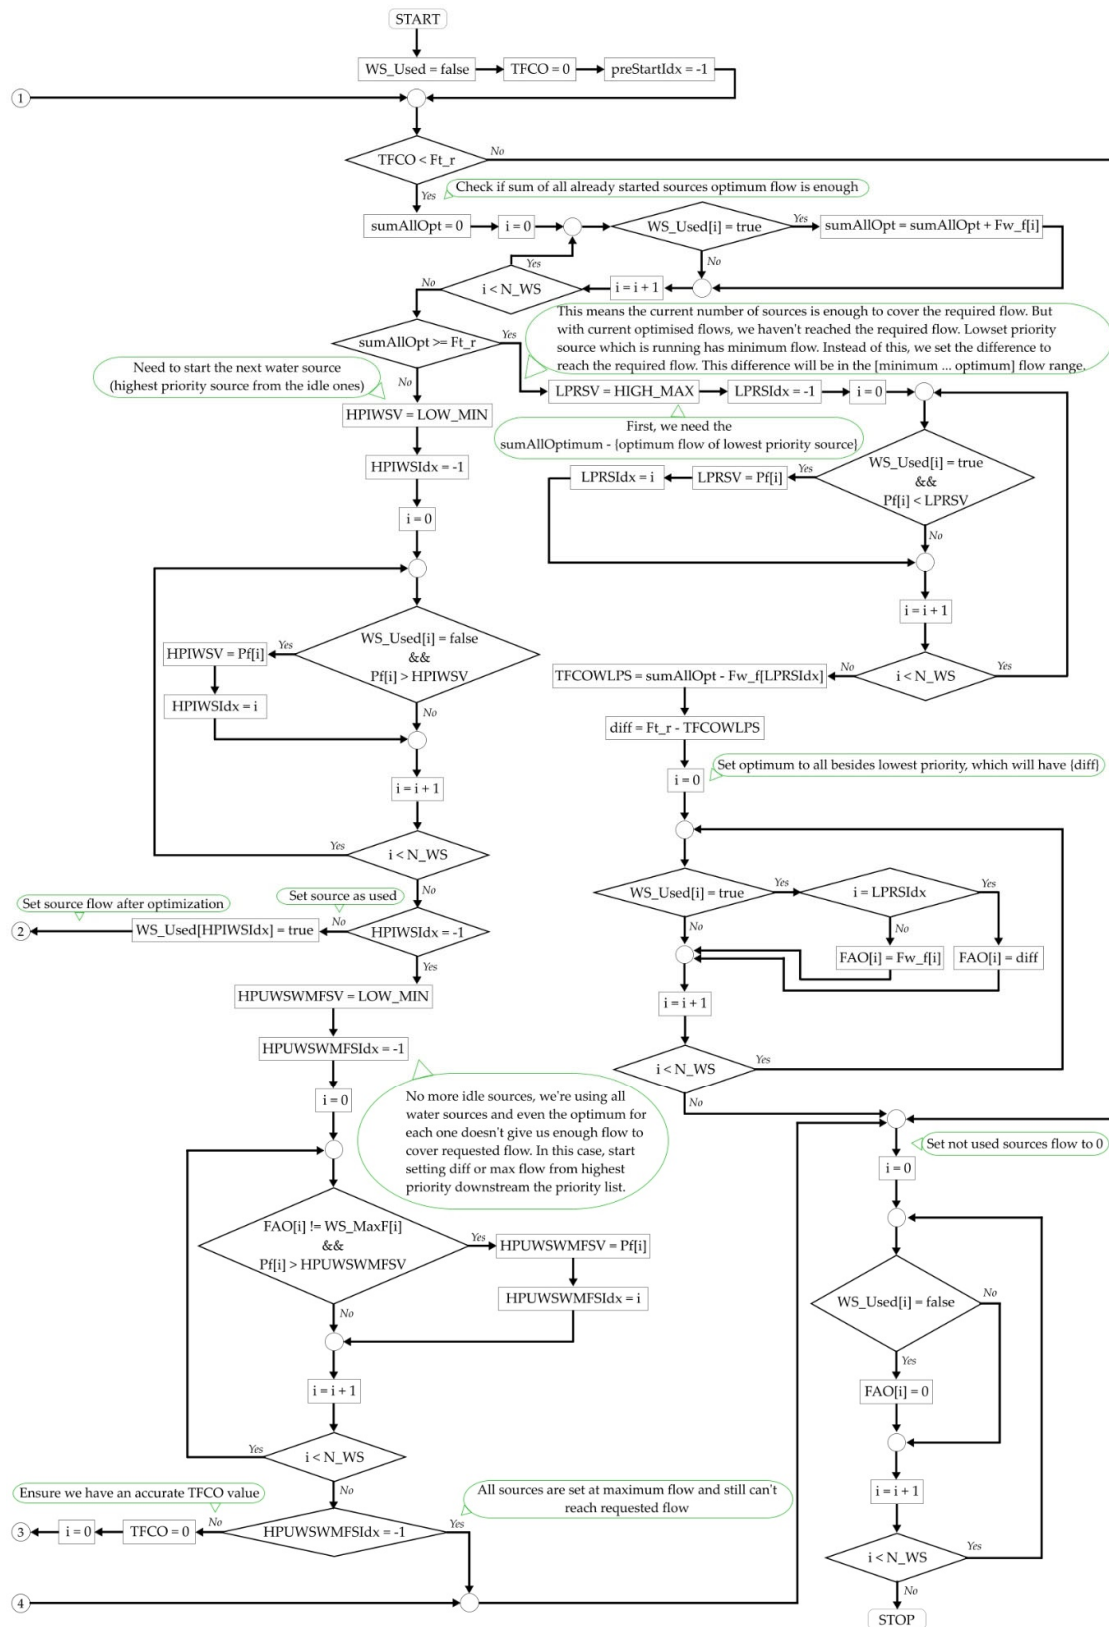 START
WS_Used = false
TFCO = 0
preStartIdx = -1
1
TFCO < Ft_r
No
Yes
Check if sum of all already started sources optimum flow is enough
sumAllOpt = 0
i = 0
WS_Used[i] = true
Yes
sumAllOpt = sumAllOpt + Fw_f[i]
No
i = i + 1
Yes
i < N_WS
No
sumAllOpt >= Ft_r
Yes
No
This means the current number of sources is enough to cover the required flow. But
with current optimised flows, we haven't reached the required flow. Lowset priority
source which is running has minimum flow. Instead of this, we set the difference to
reach the required flow. This difference will be in the [minimum ... optimum] flow range.
Need to start the next water source
(highest priority source from the idle ones)
LPRSV = HIGH_MAX
LPRSIdx = -1
i = 0
First, we need the
sumAllOptimum - {optimum flow of lowest priority source}
HPIWSV = LOW_MIN
HPIWSIdx = -1
i = 0
WS_Used[i] = true
&&
Pf[i] < LPRSV
Yes
LPRSV = Pf[i]
LPRSIdx = i
No
i = i + 1
i < N_WS
Yes
No
TFCOWLPS = sumAllOpt - Fw_f[LPRSIdx]
diff = Ft_r - TFCOWLPS
i = 0
Set optimum to all besides lowest priority, which will have {diff}
WS_Used[i] = false
&&
Pf[i] > HPIWSV
Yes
HPIWSV = Pf[i]
HPIWSIdx = i
No
i = i + 1
i < N_WS
Yes
No
Set source as used
HPIWSIdx = -1
No
WS_Used[HPIWSIdx] = true
Set source flow after optimization
2
Yes
WS_Used[i] = true
Yes
i = LPRSIdx
Yes
No
No
FAO[i] = Fw_f[i]
FAO[i] = diff
i = i + 1
i < N_WS
Yes
No
HPUWSWMFSV = LOW_MIN
HPUWSWMFSIdx = -1
i = 0
No more idle sources, we're using all
water sources and even the optimum for
each one doesn't give us enough flow to
cover requested flow. In this case, start
setting diff or max flow from highest
priority downstream the priority list.
FAO[i] != WS_MaxF[i]
&&
Pf[i] > HPUWSWMFSV
Yes
HPUWSWMFSV = Pf[i]
HPUWSWMFSIdx = i
No
i = i + 1
i < N_WS
Yes
No
HPUWSWMFSIdx = -1
No
Yes
Ensure we have an accurate TFCO value
TFCO = 0
i = 0
3
All sources are set at maximum flow and still can't
reach requested flow
4
Set not used sources flow to 0
i = 0
WS_Used[i] = false
No
Yes
FAO[i] = 0
i = i + 1
i < N_WS
Yes
No
STOP